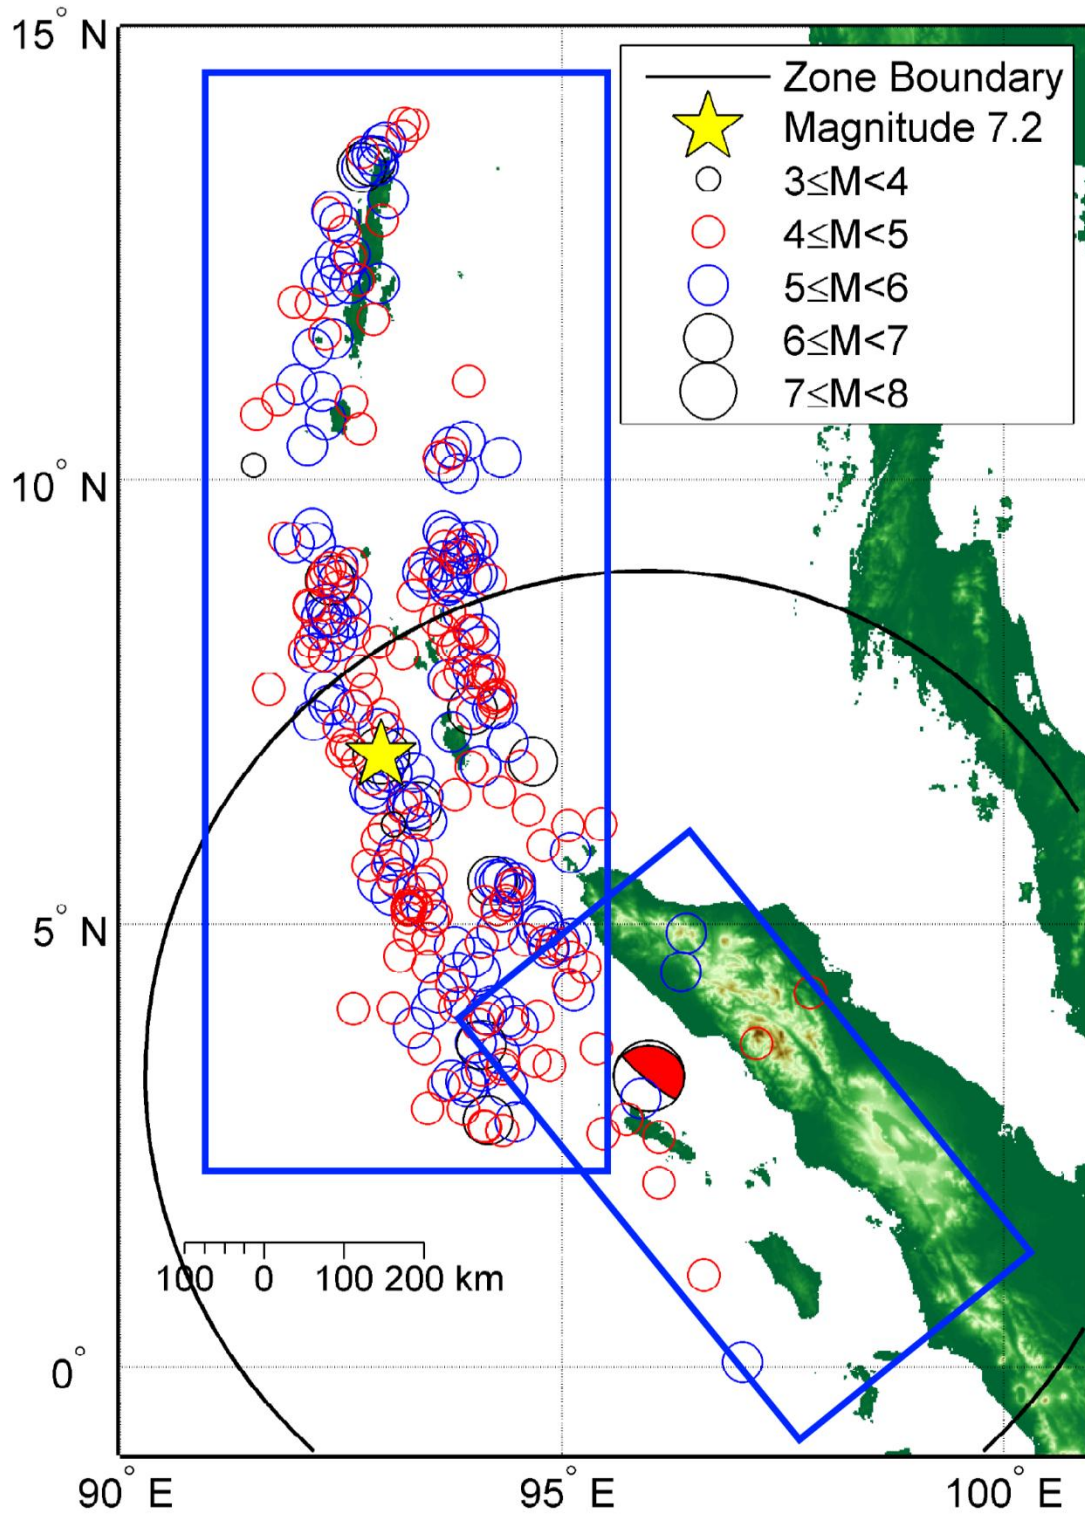 15° N
Zone Boundary
Magnitude 7.2
3≤M<4
4≤M<5
5≤M<6
6≤M<7
7≤M<8
10° N
5° N
100 0 100 200 km
0°
90° E 95° E 100° E